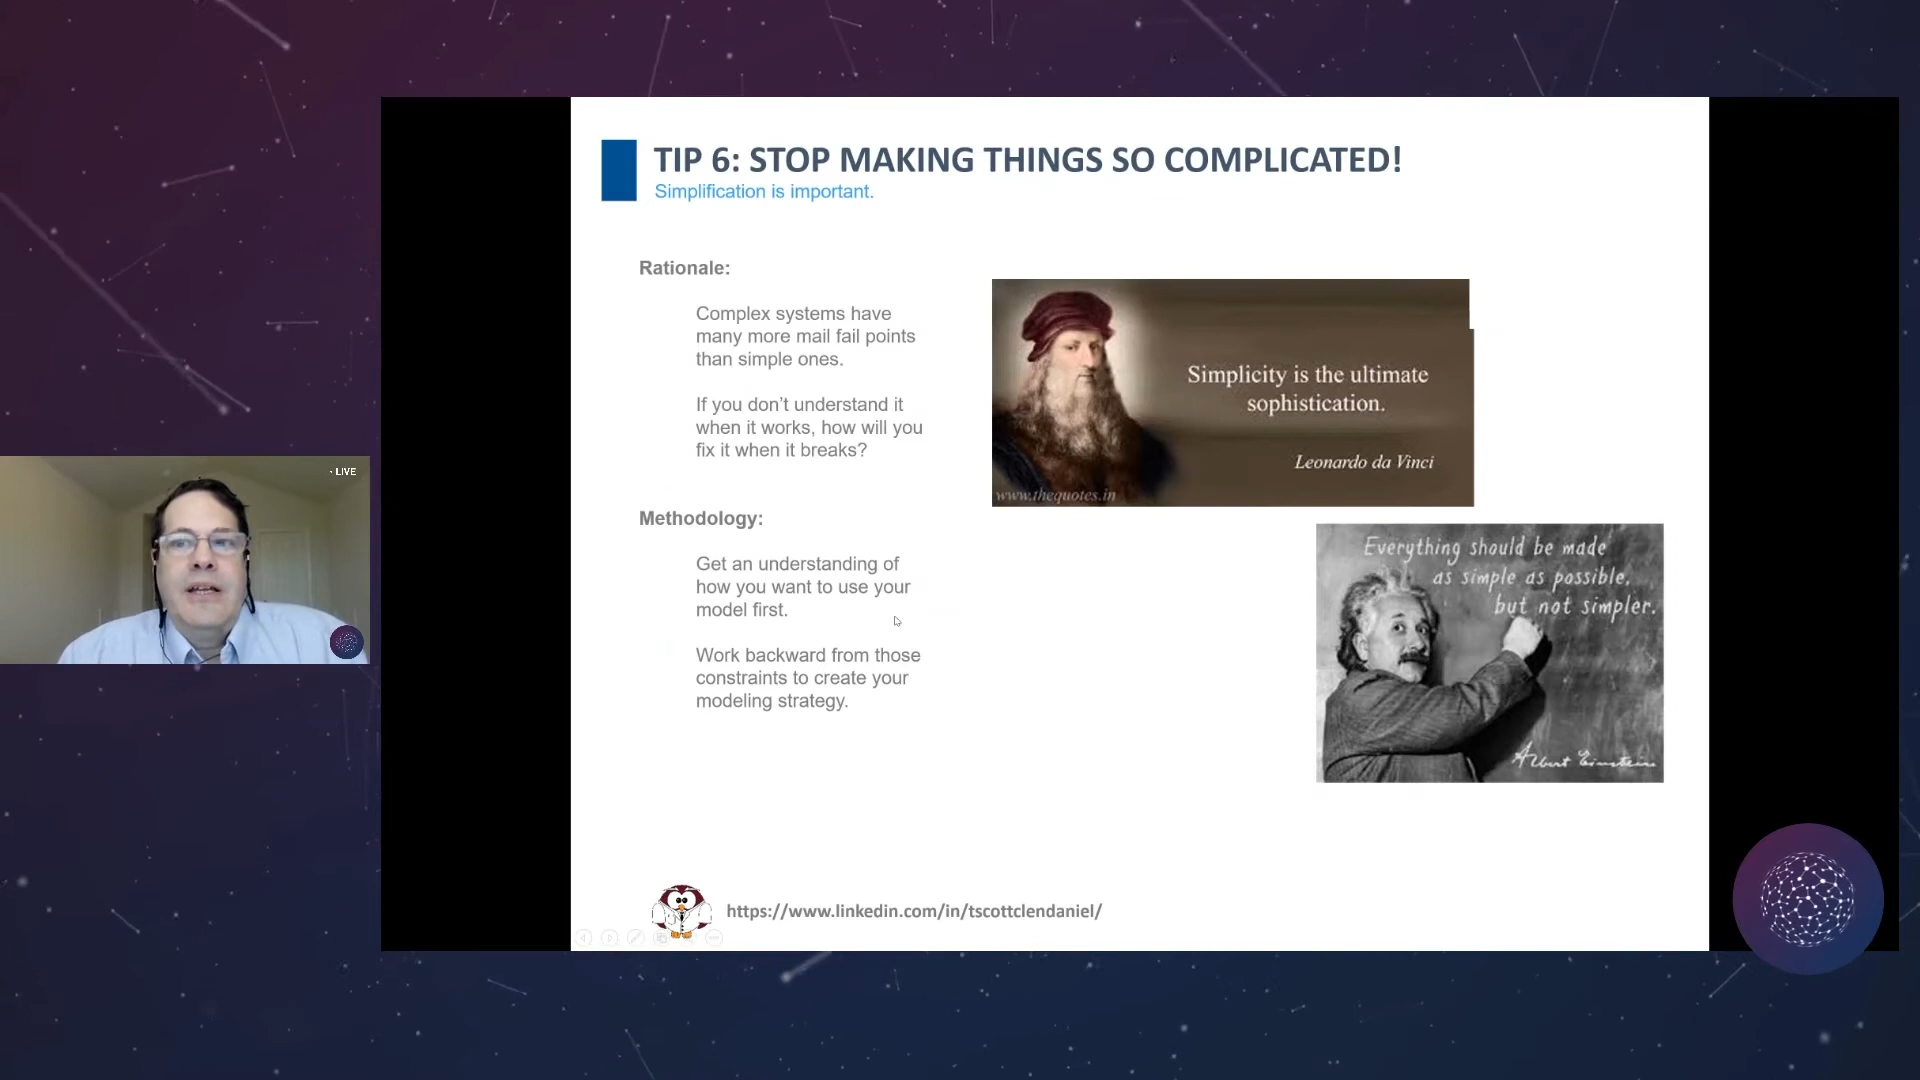 TIP 6: STOP MAKING THINGS SO COMPLICATED!
Simplification is important.
Rationale:
Complex systems have
many more mail fail points
than simple ones.
If you don’t understand it
when it works, how will you
fix it when it breaks?
Simplicity is the ultimate
sophistication.
Leonardo da Vinci
www.thequotes.in
LIVE
Methodology:
Get an understanding of
how you want to use your
model first.
Work backward from those
constraints to create your
modeling strategy.
Everything should be made
as simple as possible,
but not simpler.
Albert Einstein
https://www.linkedin.com/in/tscottclendaniel/